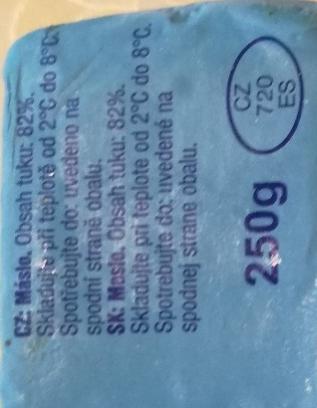 CZ: Máslo. Obsah tuku: 82%.
Skladujte při teplotě od 2°C do 8°C.
Spotřebujte do: uvedeno na
spodní straně obalu.
SK: Maslo. Obsah tuku: 82%.
Skladujte pri teplote od 2°C do 8°C.
Spotrebujte do: uvedené na
spodnej strane obalu.
250g
CZ
720
ES